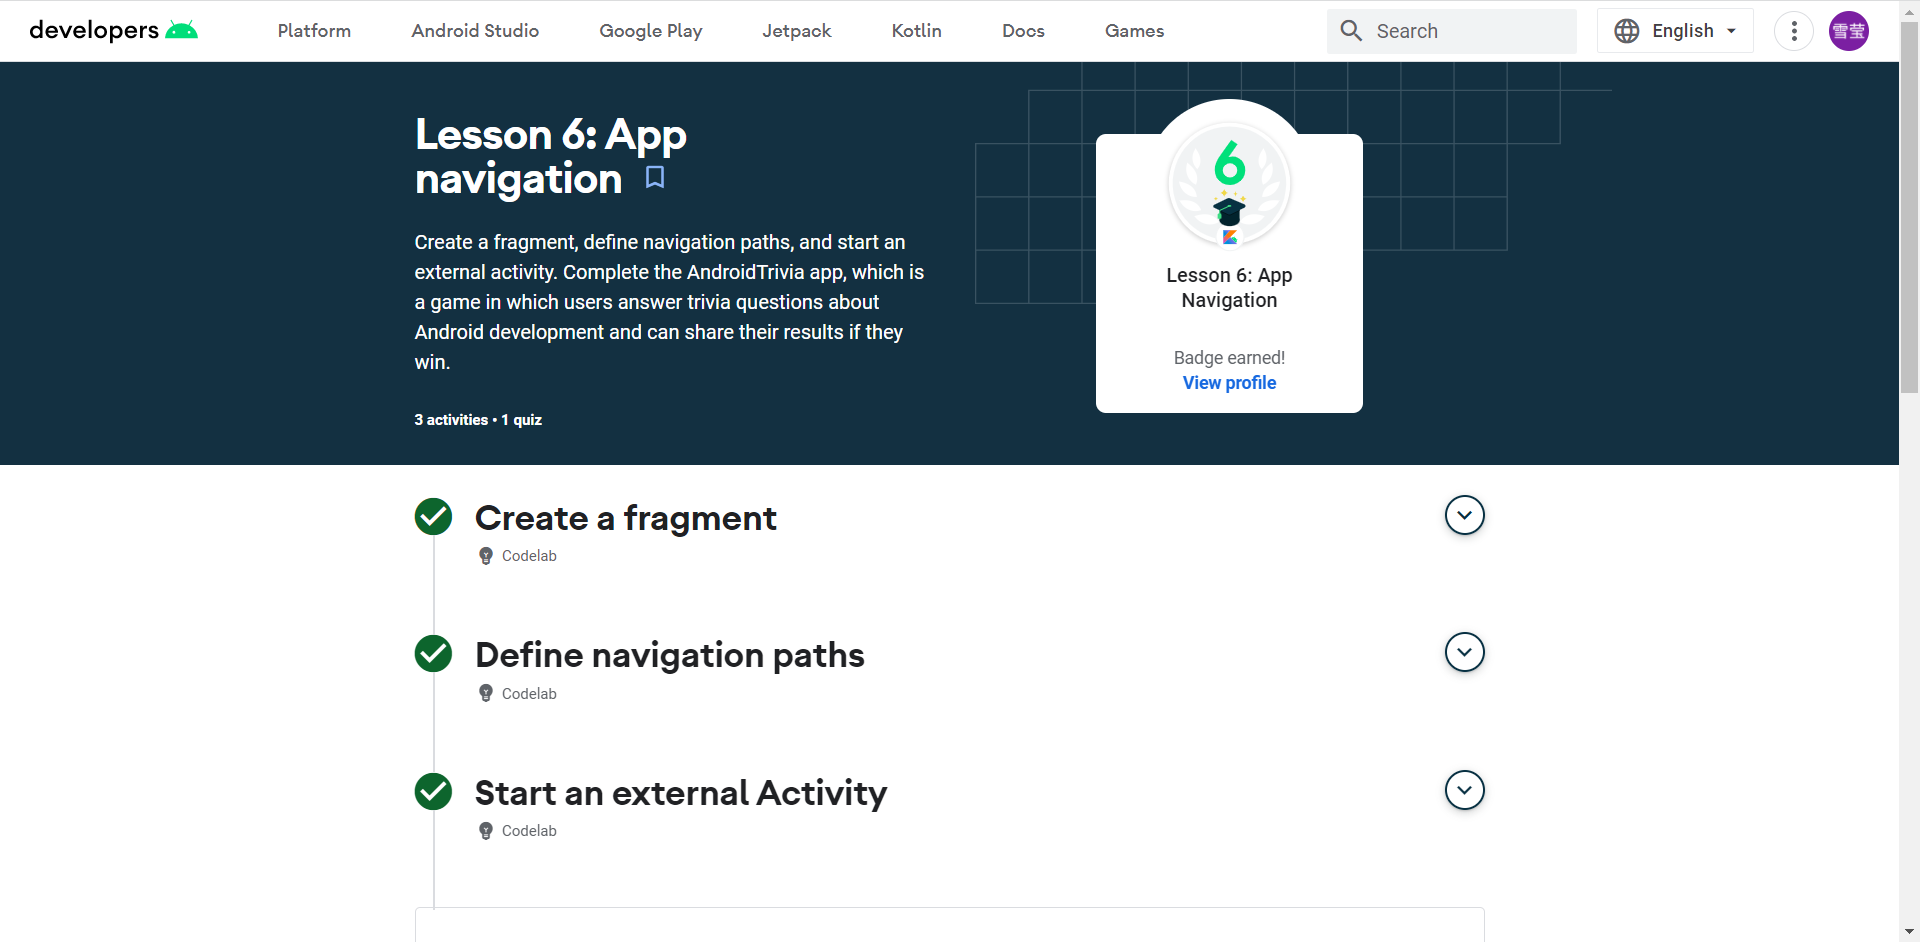 developers
Platform
Android Studio
Google Play
Jetpack
Kotlin
Docs
Games
Search
English
雪莹
Lesson 6: App
navigation
Create a fragment, define navigation paths, and start an
external activity. Complete the AndroidTrivia app, which is
a game in which users answer trivia questions about
Android development and can share their results if they
win.
3 activities • 1 quiz
6
Lesson 6: App
Navigation
Badge earned!
View profile
Create a fragment
Codelab
Define navigation paths
Codelab
Start an external Activity
Codelab